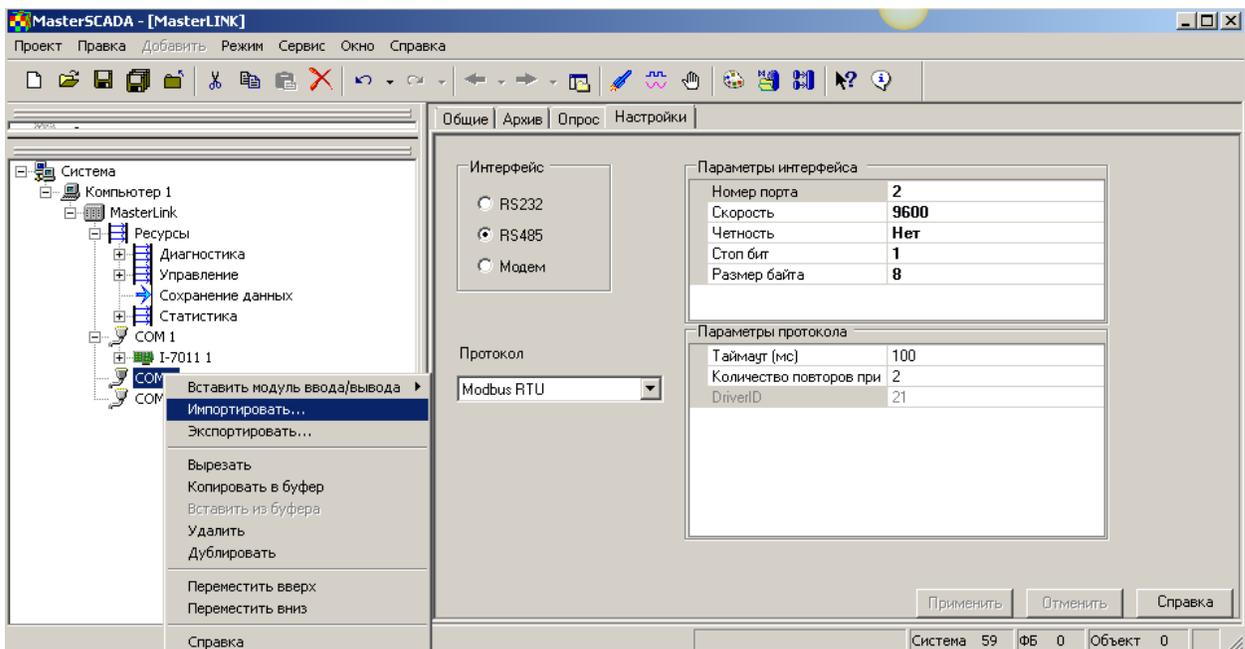 MasterSCADA - [MasterLINK]
Проект Правка Добавить Режим Сервис Окно Справка
Общие Архив Опрос Настройки
Система
Компьютер 1
MasterLink
Ресурсы
Диагностика
Управление
Сохранение данных
Статистика
COM 1
I-7011 1
COM
COM
Вставить модуль ввода/вывода
Импортировать...
Экспортировать...
Вырезать
Копировать в буфер
Вставить из буфера
Удалить
Дублировать
Переместить вверх
Переместить вниз
Справка
Интерфейс
RS232
RS485
Модем
Протокол
Modbus RTU
Параметры интерфейса
Номер порта 2
Скорость 9600
Четность Нет
Стоп бит 1
Размер байта 8
Параметры протокола
Таймаут (мс) 100
Количество повторов при 2
DriverID 21
Применить Отменить Справка
Система 59 ФБ 0 Объект 0